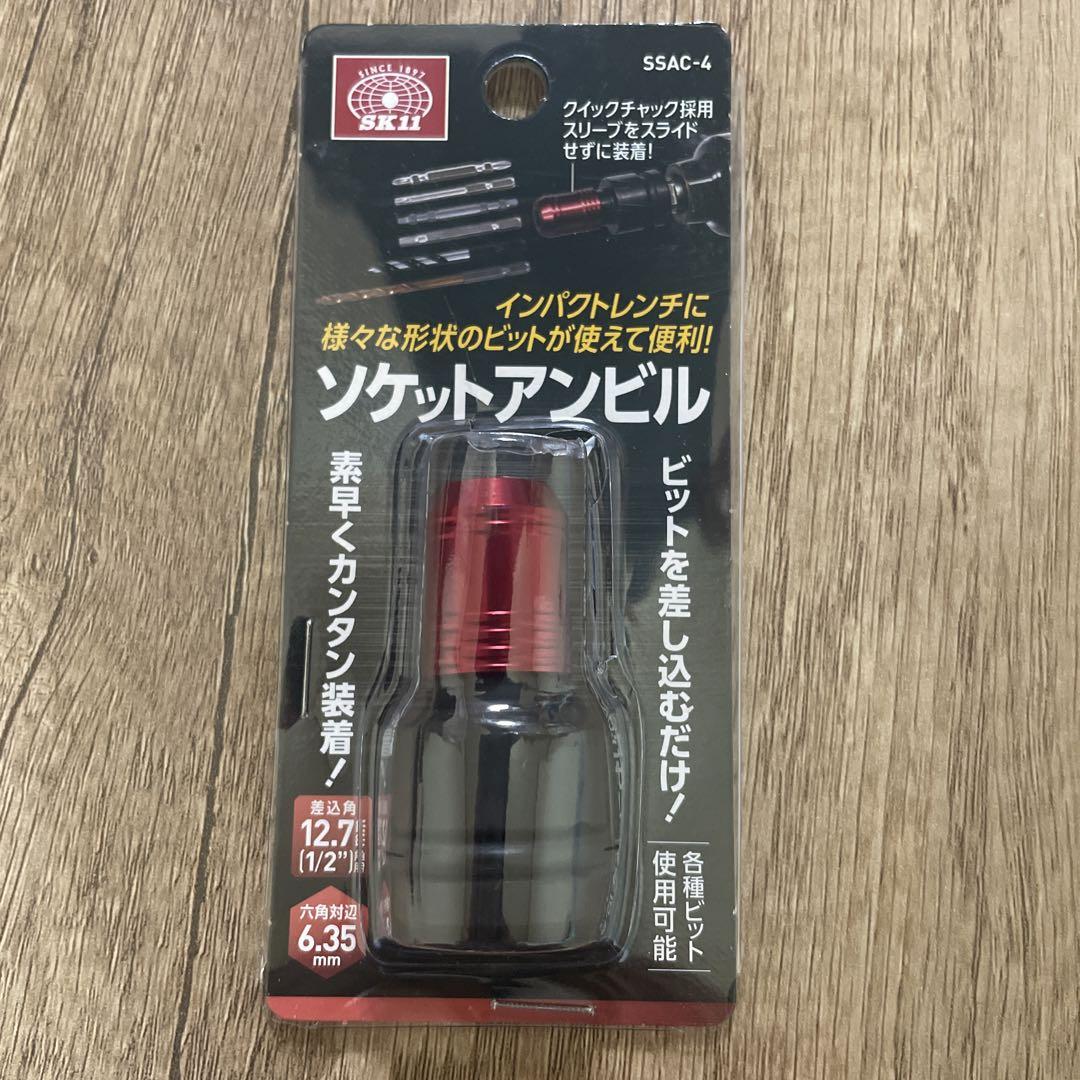 SINCE 1897
SK11
SSAC-4
クイックチャック採用
スリーブをスライド
せずに装着!
インパクトレンチに
様々な形状のビットが使えて便利!
ソケットアンビル
ビットを差し込むだけ!
素早くカンタン装着!
差込角
12.7
(1/2")
六角対辺
6.35
mm
各種ビット
使用可能